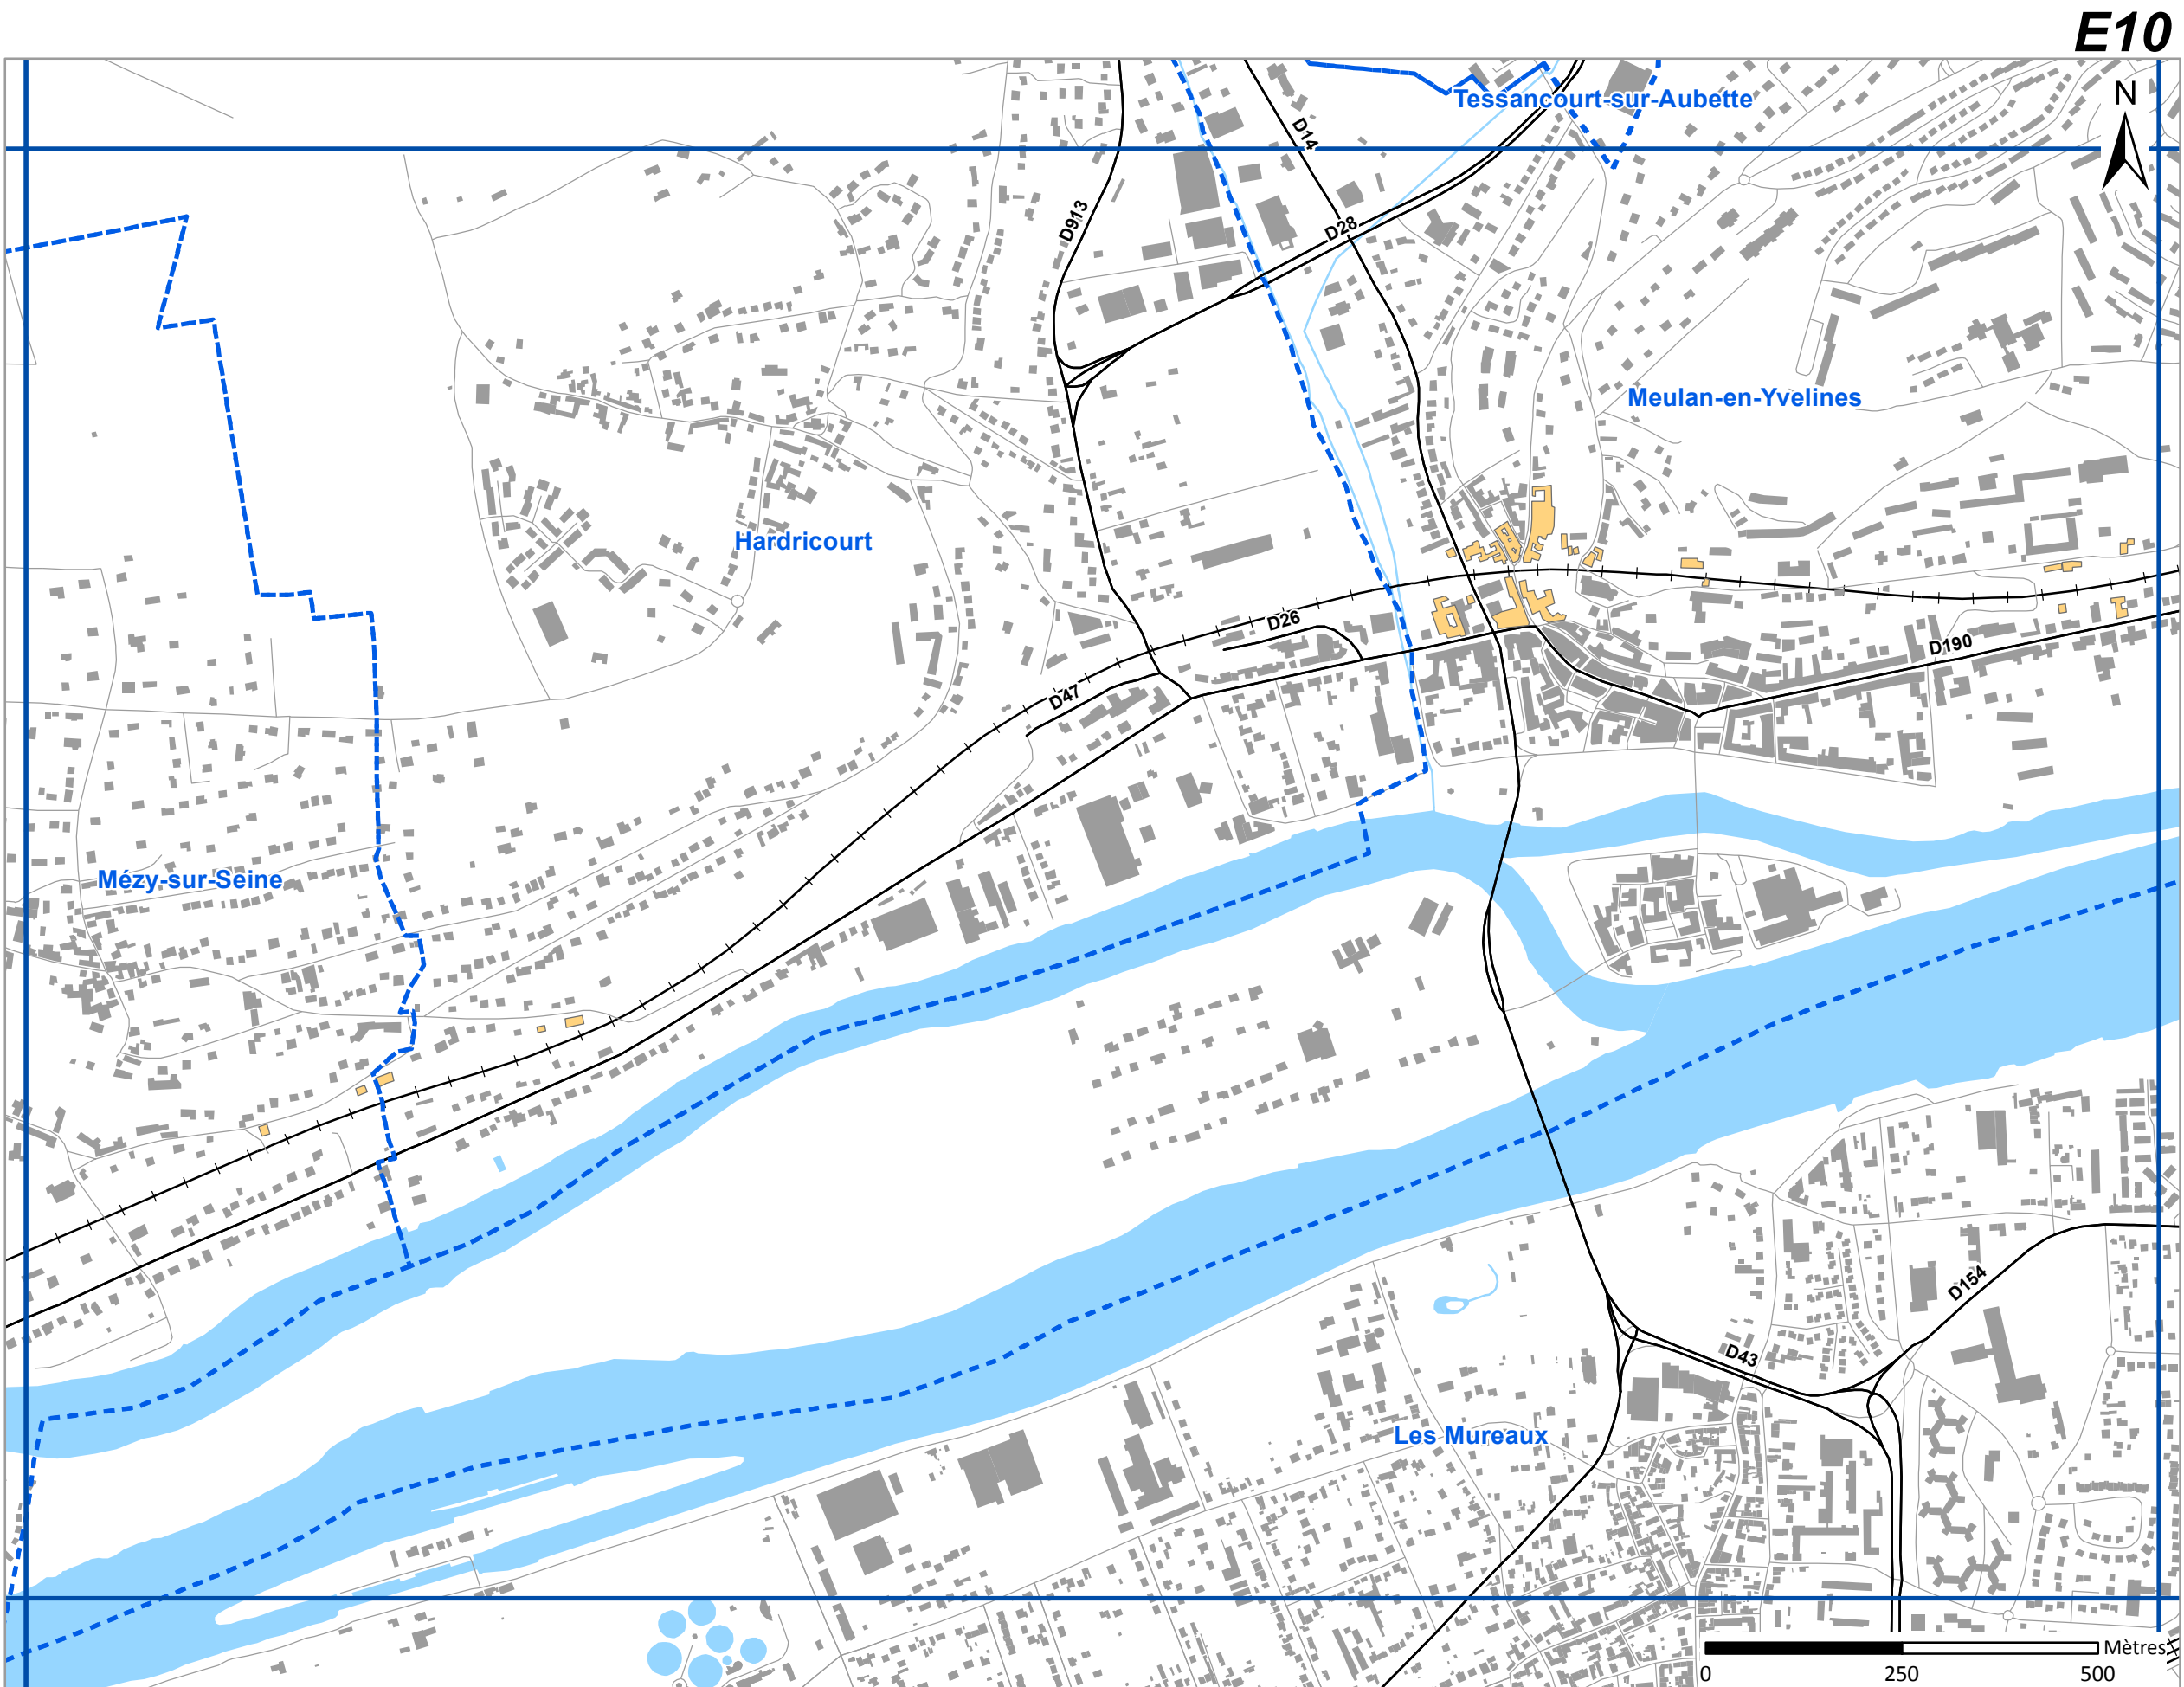 E10
Tessancourt-sur-Aubette
N
D14
D913
D28
Meulan-en-Yvelines
Hardricourt
D26
D190
D47
Mézy-sur-Seine
D154
D43
Les Mureaux
Mètres
0 250 500